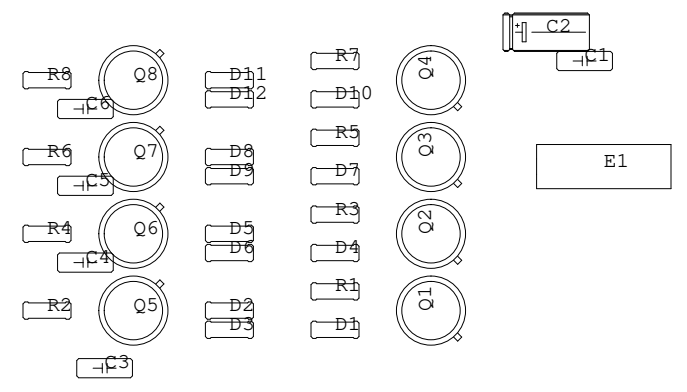 C2
R7 C1
R8 Q8 D11 Q4
D12 D10
C6
R5
R6 Q7 D8 Q3 E1
D9 D7
C5
R3
R4 Q6 D5 Q2
D6 D4
C4
R1
R2 Q5 D2 Q1
D3 D1
C3